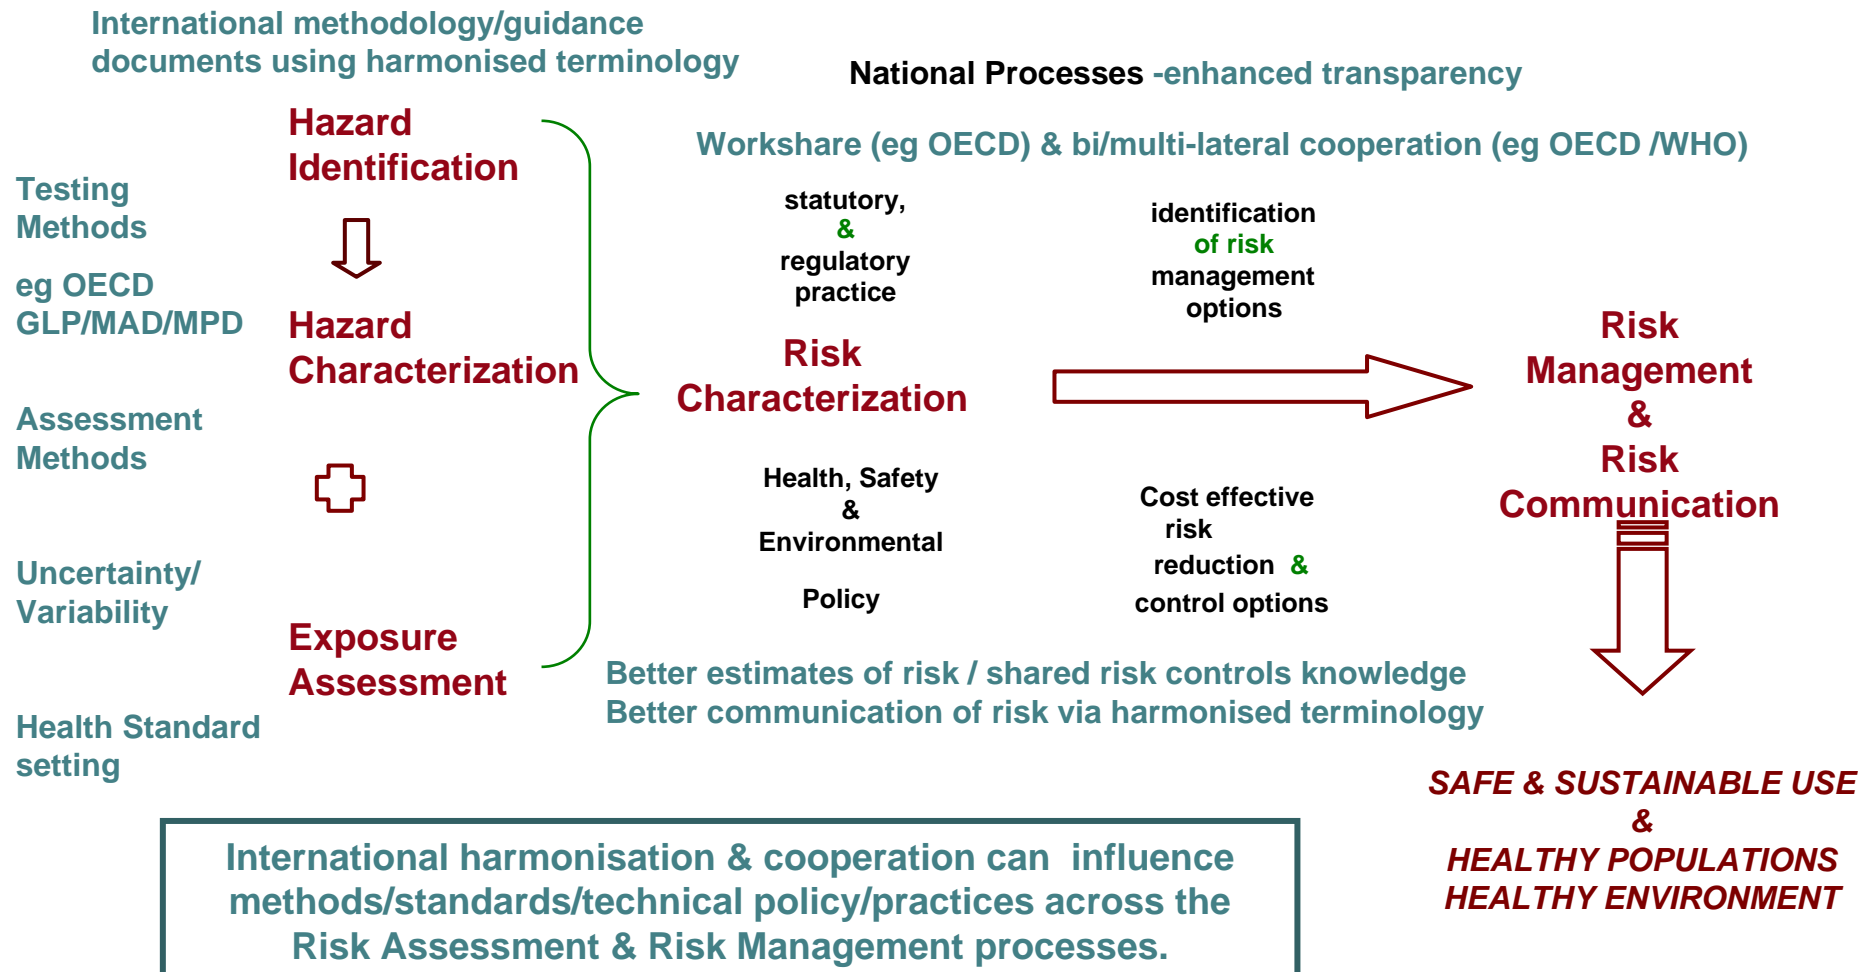 International methodology/guidance
documents using harmonised terminology
National Processes -enhanced transparency
Workshare (eg OECD) & bi/multi-lateral cooperation (eg OECD /WHO)
Hazard
Identification
Testing
Methods
eg OECD
GLP/MAD/MPD
Hazard
Characterization
Assessment
Methods
Uncertainty/
Variability
Exposure
Assessment
Health Standard
setting
statutory,
&
regulatory
practice
identification
of risk
management
options
Risk
Characterization
Health, Safety
&
Environmental
Policy
Cost effective
risk
reduction &
control options
Risk
Management
&
Risk
Communication
Better estimates of risk / shared risk controls knowledge
Better communication of risk via harmonised terminology
SAFE & SUSTAINABLE USE
&
HEALTHY POPULATIONS
HEALTHY ENVIRONMENT
International harmonisation & cooperation can influence
methods/standards/technical policy/practices across the
Risk Assessment & Risk Management processes.